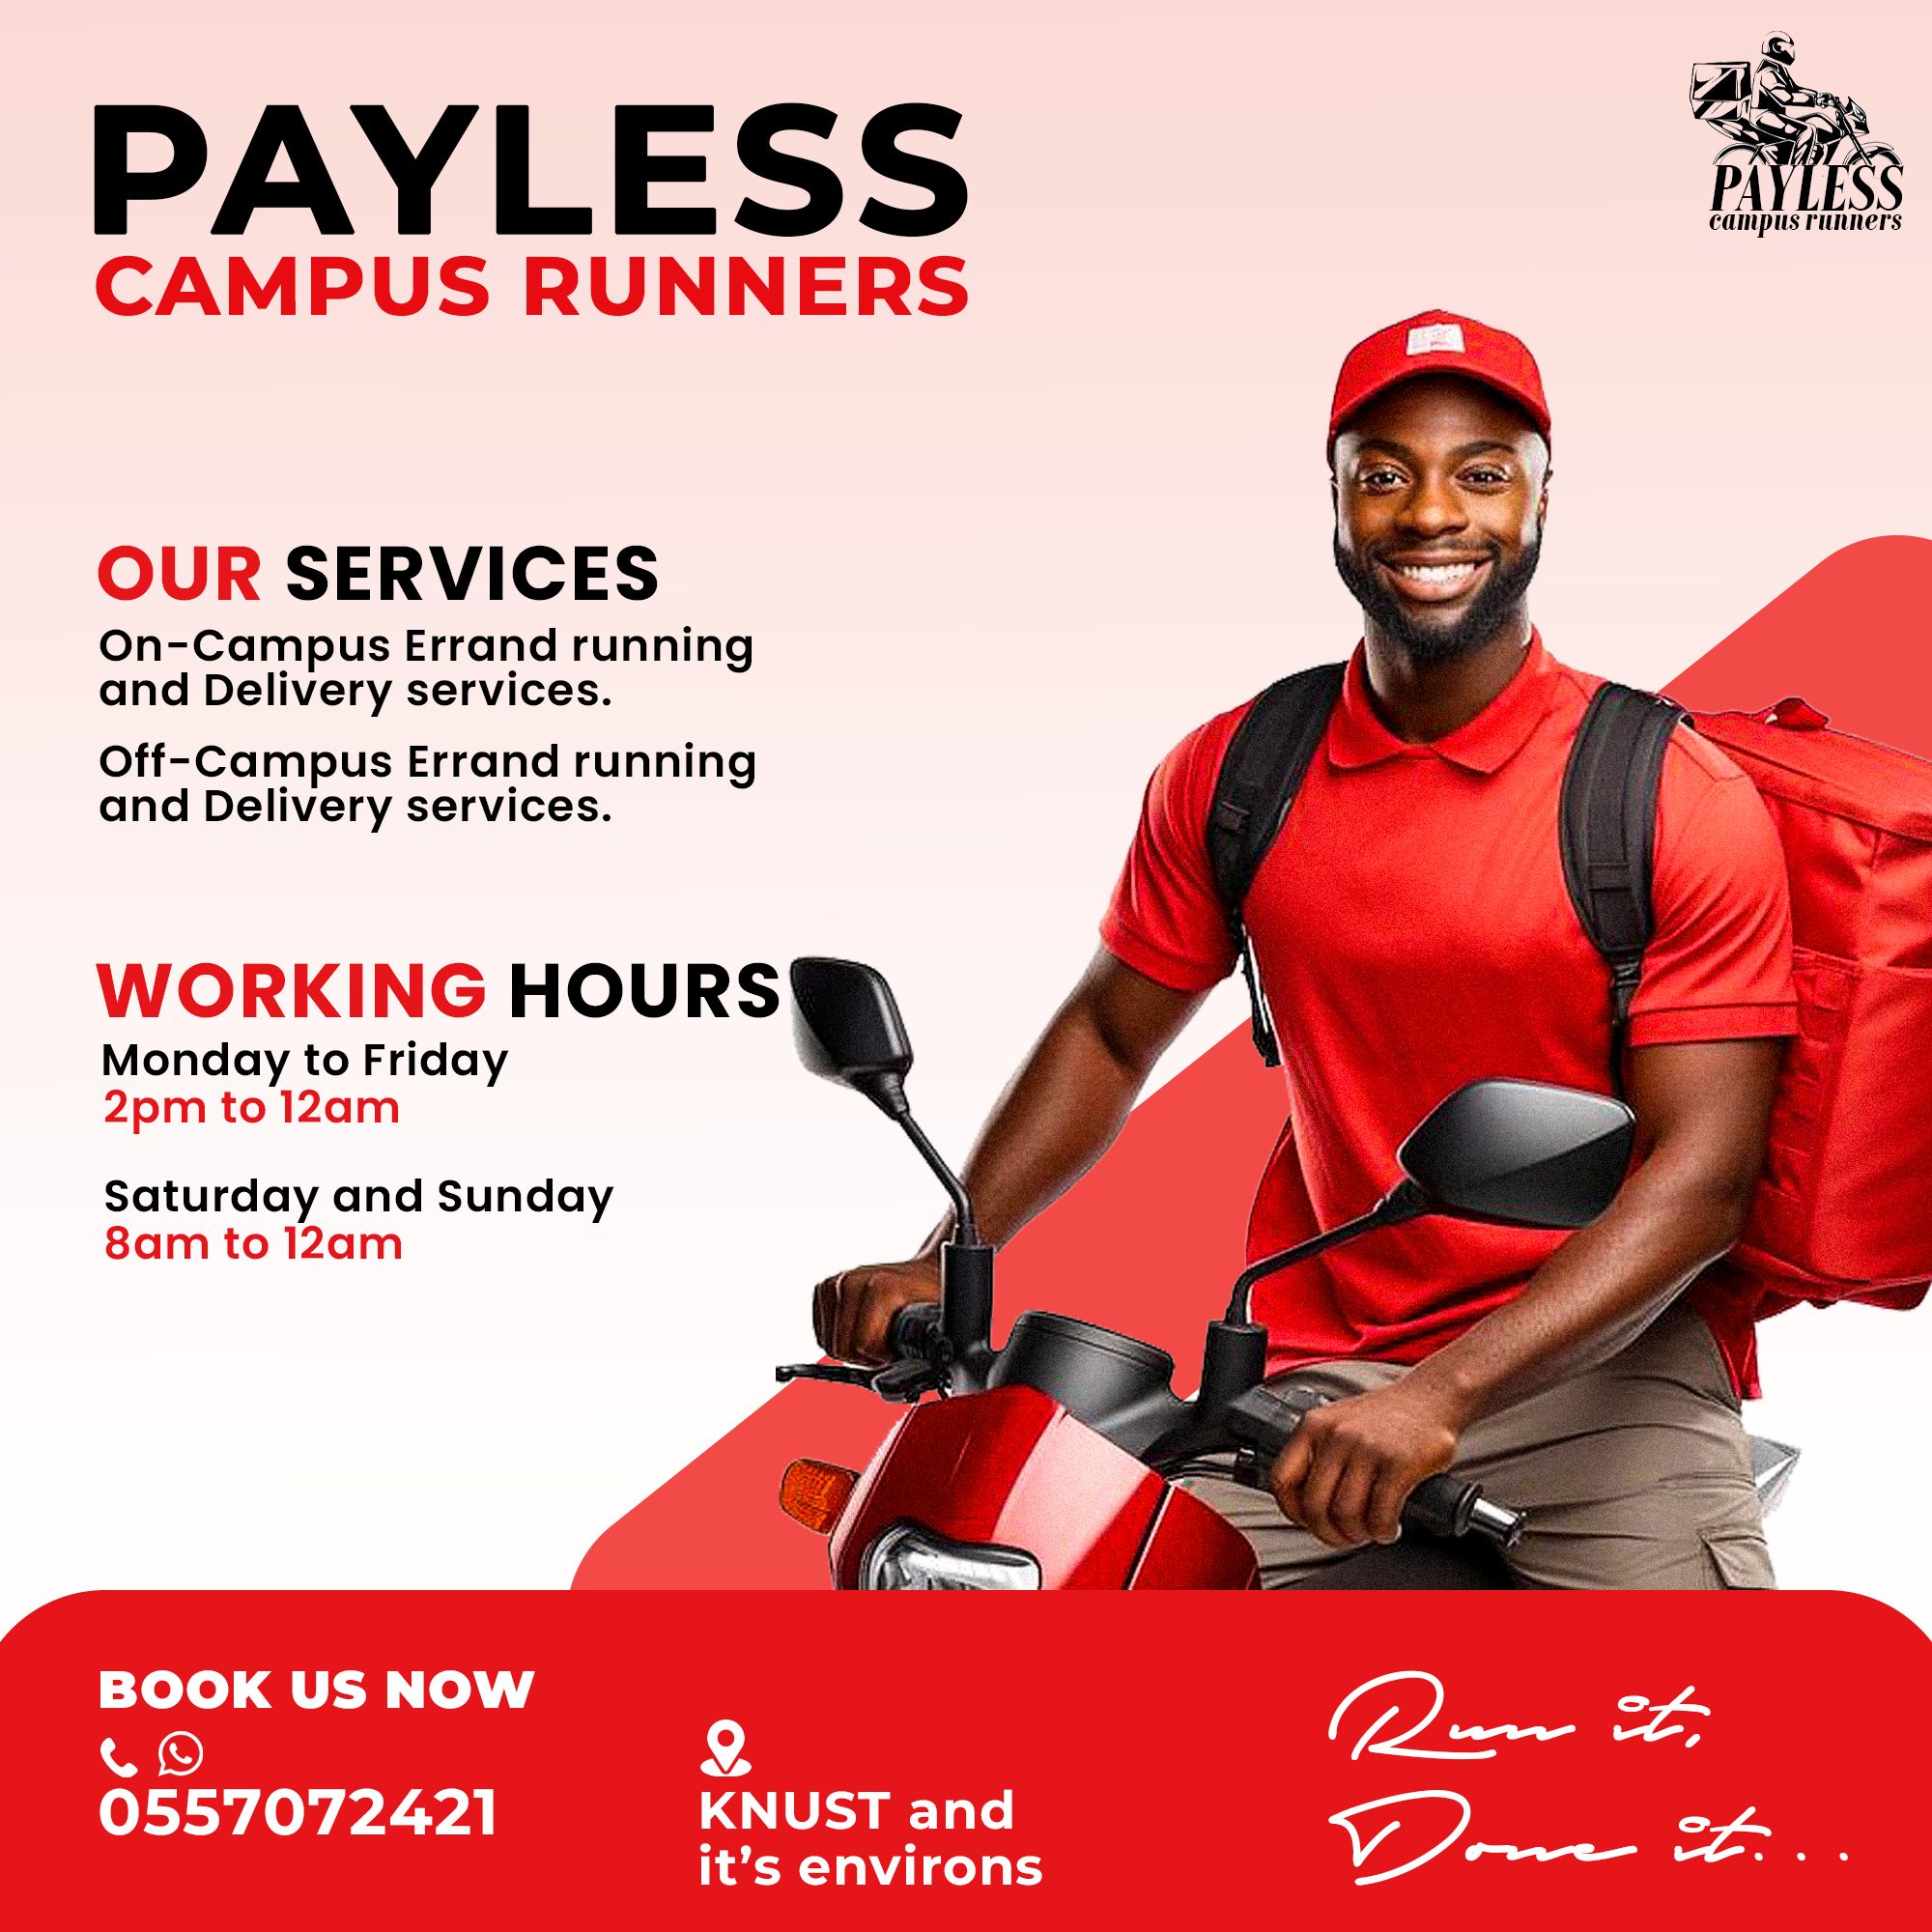 PAYLESS
CAMPUS RUNNERS
PAYLESS
campus runners
OUR SERVICES
On-Campus Errand running
and Delivery services.
Off-Campus Errand running
and Delivery services.
WORKING HOURS
Monday to Friday
2pm to 12am
Saturday and Sunday
8am to 12am
BOOK US NOW
0557072421
KNUST and
it's environs
Run it,
Done it...